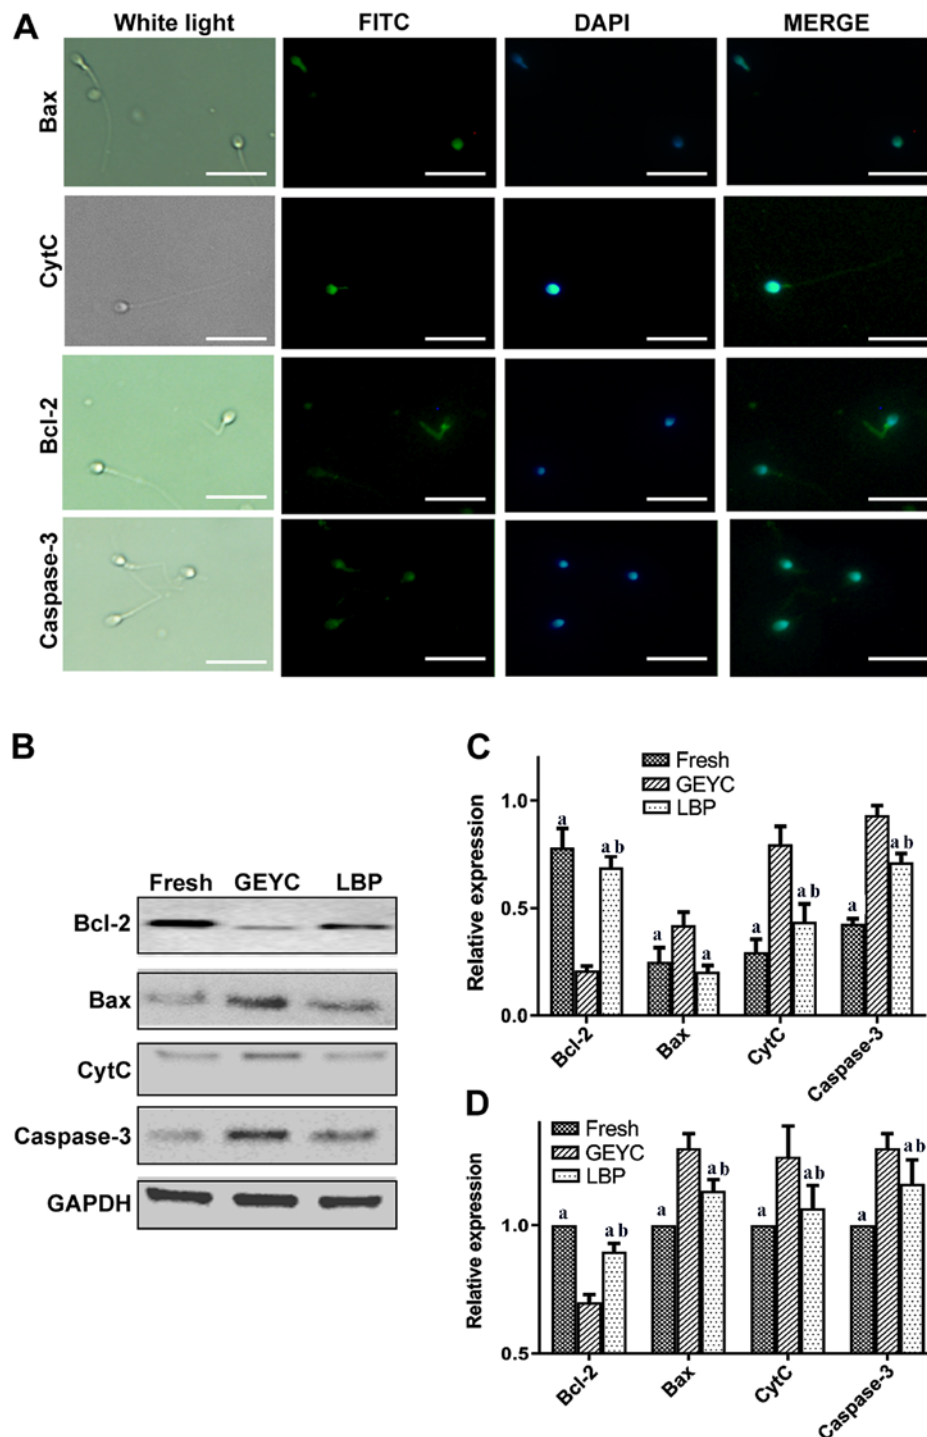 A
White light FITC DAPI MERGE
Bax
CytC
Bcl-2
Caspase-3
B
Fresh GEYC LBP
Bcl-2
Bax
CytC
Caspase-3
GAPDH
C
Fresh
GEYC
LBP
Relative expression
1.0
0.5
0.0
a a b
a a
a a b
a a b
Bcl-2 Bax CytC Caspase-3
D
Fresh
GEYC
LBP
Relative expression
1.0
0.5
a a b
a a b
a a b
a a b
Bcl-2 Bax CytC Caspase-3